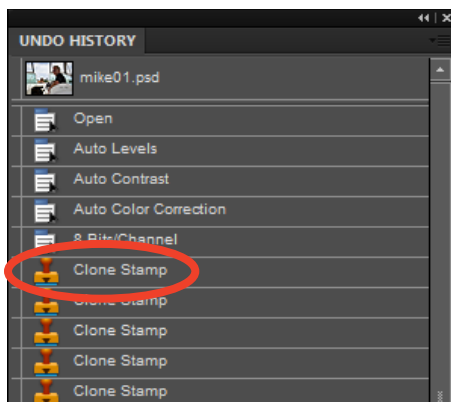 UNDO HISTORY
mike01.psd
Open
Auto Levels
Auto Contrast
Auto Color Correction
8 Bits/Channel
Clone Stamp
Clone Stamp
Clone Stamp
Clone Stamp
Clone Stamp